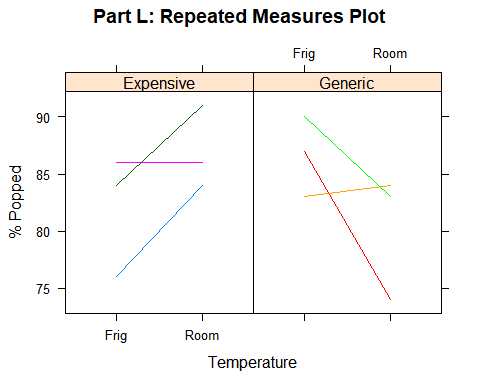 Part L: Repeated Measures Plot
Frig Room
Expensive Generic
90
85
80
75
% Popped
Frig Room
Temperature